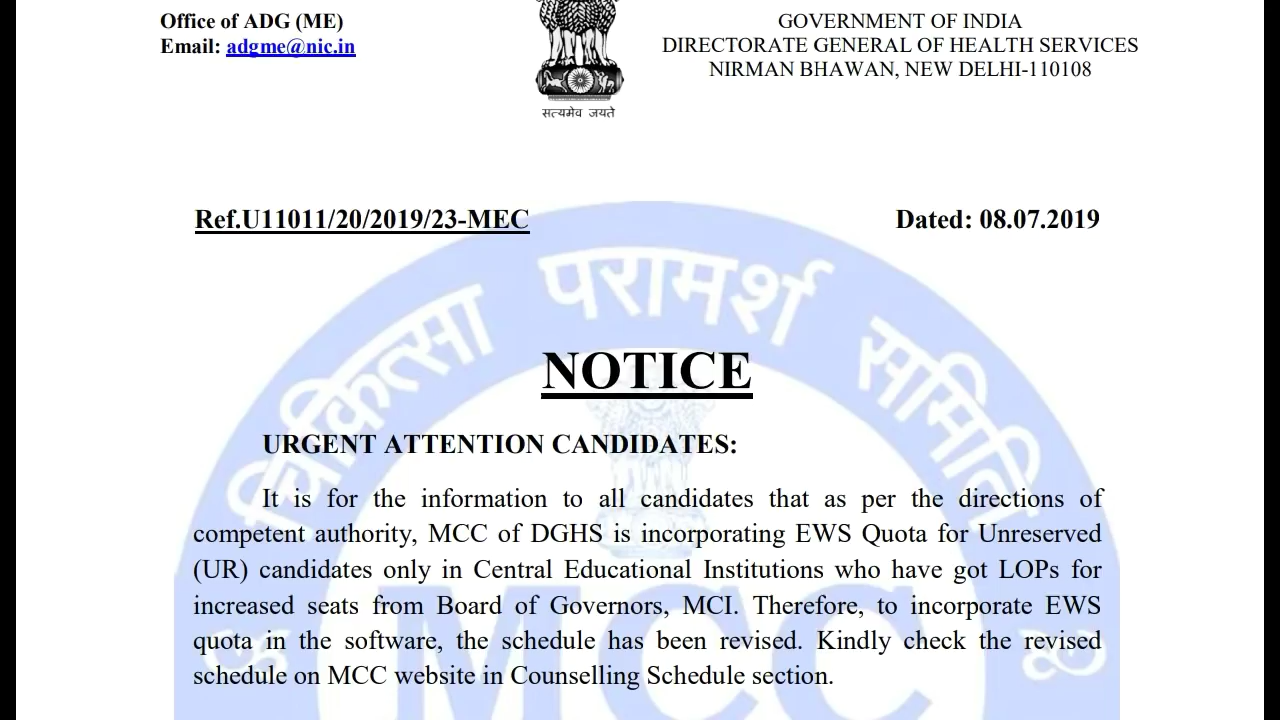 Office of ADG (ME)
Email: adgme@nic.in
सत्यमेव जयते
GOVERNMENT OF INDIA
DIRECTORATE GENERAL OF HEALTH SERVICES
NIRMAN BHAWAN, NEW DELHI-110108
Ref.U11011/20/2019/23-MEC
Dated: 08.07.2019
चिकित्सा परामर्श समिति
NOTICE
URGENT ATTENTION CANDIDATES:
It is for the information to all candidates that as per the directions of
competent authority, MCC of DGHS is incorporating EWS Quota for Unreserved
(UR) candidates only in Central Educational Institutions who have got LOPs for
increased seats from Board of Governors, MCI. Therefore, to incorporate EWS
quota in the software, the schedule has been revised. Kindly check the revised
schedule on MCC website in Counselling Schedule section.
MCC